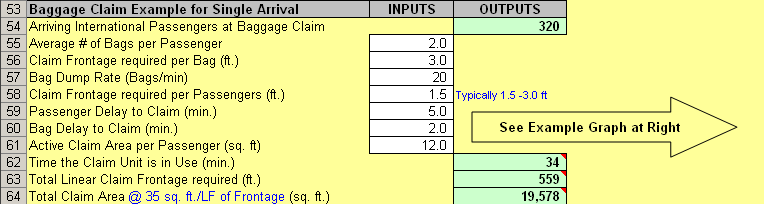 53 Baggage Claim Example for Single Arrival INPUTS OUTPUTS
54 Arriving International Passengers at Baggage Claim 320
55 Average # of Bags per Passenger 2.0
56 Claim Frontage required per Bag (ft.) 3.0
57 Bag Dump Rate (Bags/min) 20
58 Claim Frontage required per Passengers (ft.) 1.5 Typically 1.5 -3.0 ft
59 Passenger Delay to Claim (min.) 5.0
60 Bag Delay to Claim (min.) 2.0
See Example Graph at Right
61 Active Claim Area per Passenger (sq. ft) 12.0
62 Time the Claim Unit is in Use (min.) 34
63 Total Linear Claim Frontage required (ft.) 559
64 Total Claim Area @ 35 sq. ft./LF of Frontage (sq. ft.) 19,578